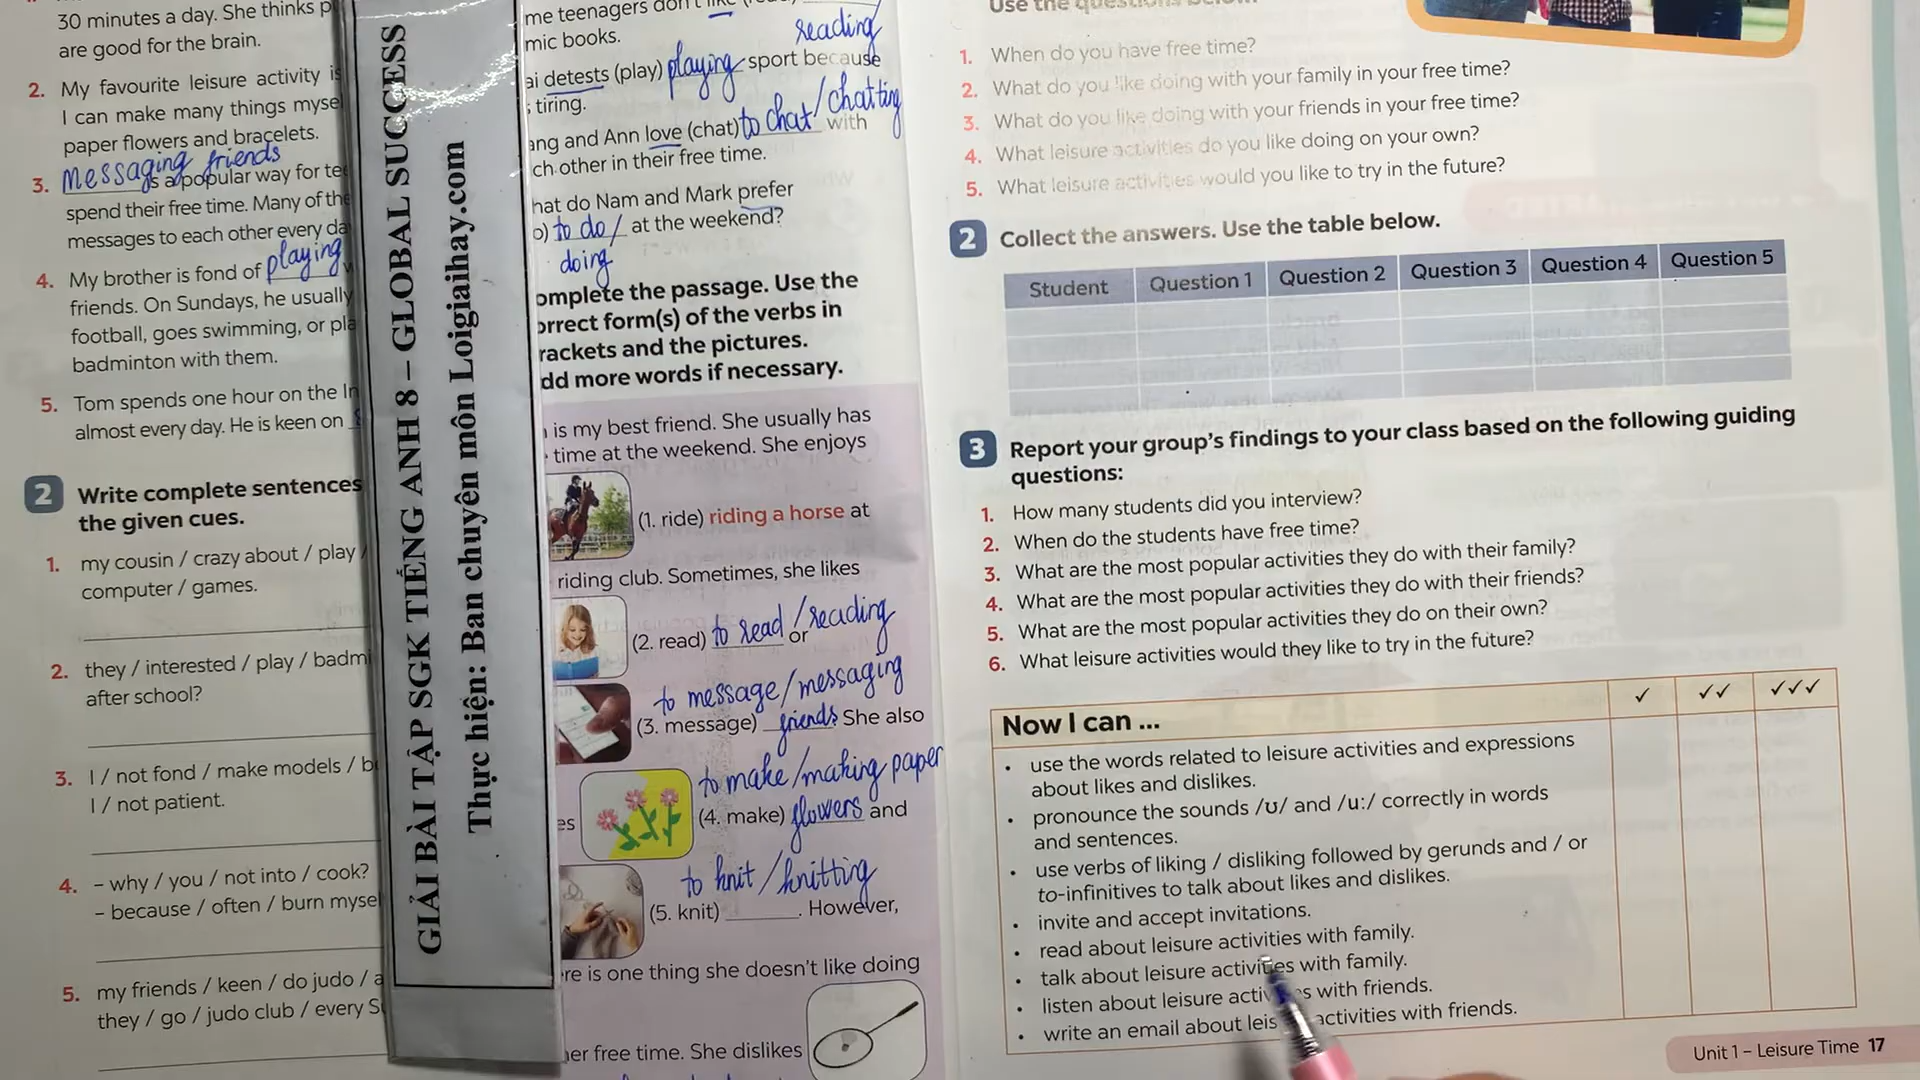 30 minutes a day. She thinks p
are good for the brain.
2. My favourite leisure activity is
I can make many things myse
paper flowers and bracelets.
messaging friends
3. is a popular way for te
spend their free time. Many of the
messages to each other every da
4. My brother is fond of playing
friends. On Sundays, he usually
football, goes swimming, or pla
badminton with them.
5. Tom spends one hour on the In
almost every day. He is keen on
2 Write complete sentences
the given cues.
1. my cousin / crazy about / play /
computer / games.
2. they / interested / play / badmi
after school?
3. I / not fond / make models / b
I / not patient.
4. – why / you / not into / cook?
– because / often / burn myse
5. my friends / keen / do judo / a
they / go / judo club / every Su
GIẢI BÀI TẬP SGK TIẾNG ANH 8 – GLOBAL SUCCESS
Thực hiện: Ban chuyên môn Loigiaihay.com
me teenagers don't like
reading
mic books.
ai detests (play) playing sport because
tiring.
ang and Ann love (chat) to chat / chatting with
ch other in their free time.
hat do Nam and Mark prefer
o) to do / at the weekend?
doing
omplete the passage. Use the
orrect form(s) of the verbs in
rackets and the pictures.
dd more words if necessary.
is my best friend. She usually has
time at the weekend. She enjoys
(1. ride) riding a horse at
riding club. Sometimes, she likes
(2. read) to read / reading or
to message/messaging
(3. message) friends. She also
to make/making paper
es (4. make) flowers and
to knit / knitting
(5. knit) ______. However,
re is one thing she doesn't like doing
her free time. She dislikes
Use the questions below.
1. When do you have free time?
2. What do you like doing with your family in your free time?
3. What do you like doing with your friends in your free time?
4. What leisure activities do you like doing on your own?
5. What leisure activities would you like to try in the future?
2 Collect the answers. Use the table below.
Student Question 1 Question 2 Question 3 Question 4 Question 5
3 Report your group's findings to your class based on the following guiding
questions:
1. How many students did you interview?
2. When do the students have free time?
3. What are the most popular activities they do with their family?
4. What are the most popular activities they do with their friends?
5. What are the most popular activities they do on their own?
6. What leisure activities would they like to try in the future?
Now I can ... ✓ ✓✓ ✓✓✓
• use the words related to leisure activities and expressions
about likes and dislikes.
• pronounce the sounds /ʊ/ and /uː/ correctly in words
and sentences.
• use verbs of liking / disliking followed by gerunds and / or
to-infinitives to talk about likes and dislikes.
• invite and accept invitations.
• read about leisure activities with family.
• talk about leisure activities with family.
• listen about leisure activities with friends.
• write an email about leis activities with friends.
Unit 1 – Leisure Time 17